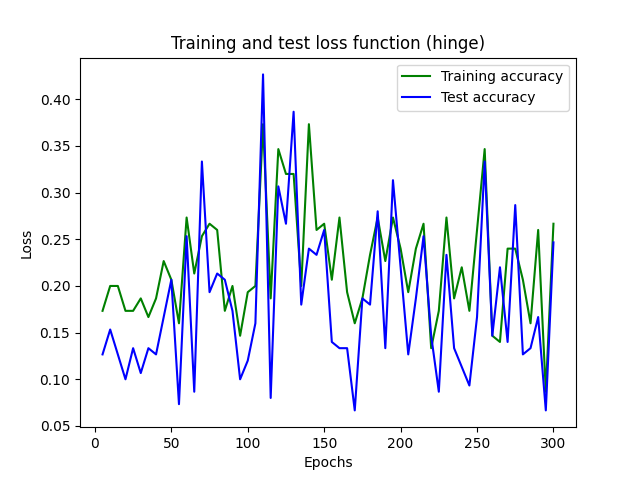 Training and test loss function (hinge)
Training accuracy
Test accuracy
0.40
0.35
0.30
0.25
0.20
0.15
0.10
0.05
Loss
0 50 100 150 200 250 300
Epochs